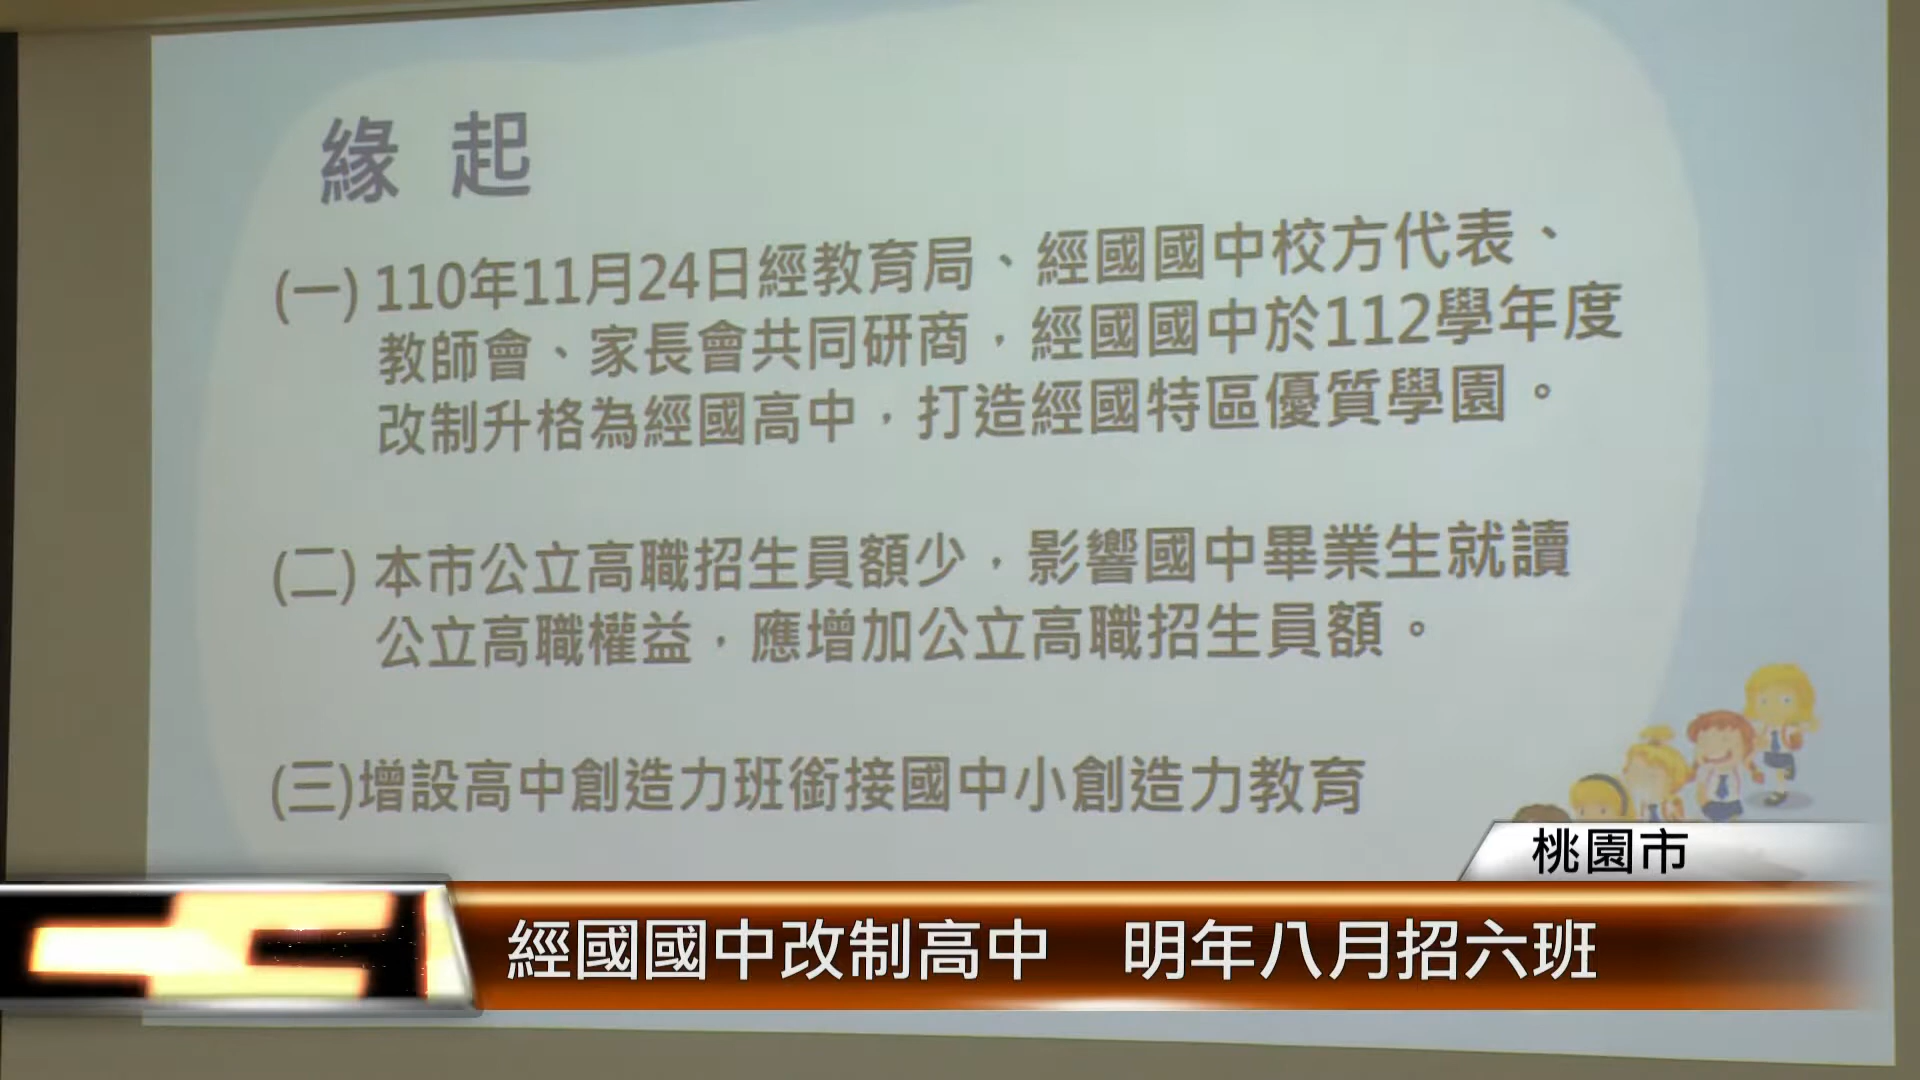 緣起
(一)110年11月24日經教育局、經國國中校方代表、
教師會、家長會共同研商，經國國中於112學年度
改制升格為經國高中，打造經國特區優質學園。
(二)本市公立高職招生員額少，影響國中畢業生就讀
公立高職權益，應增加公立高職招生員額。
(三)增設高中創造力班銜接國中小創造力教育
桃園市
經國國中改制高中　明年八月招六班